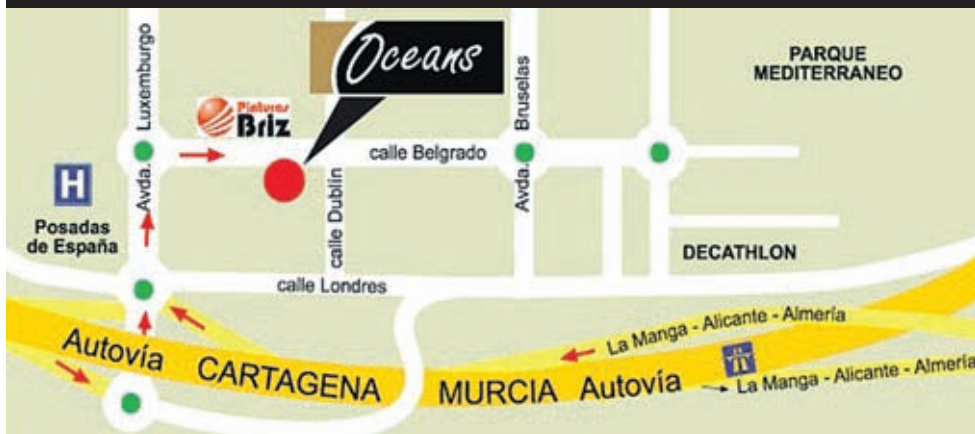 Oceans
PARQUE
MEDITERRANEO
Avda. Luxemburgo
Pinturas
Briz
Avda. Bruselas
calle Belgrado
H
Posadas
de España
calle Dublín
DECATHLON
calle Londres
La Manga - Alicante - Almería
Autovía CARTAGENA MURCIA Autovía
La Manga - Alicante - Almería